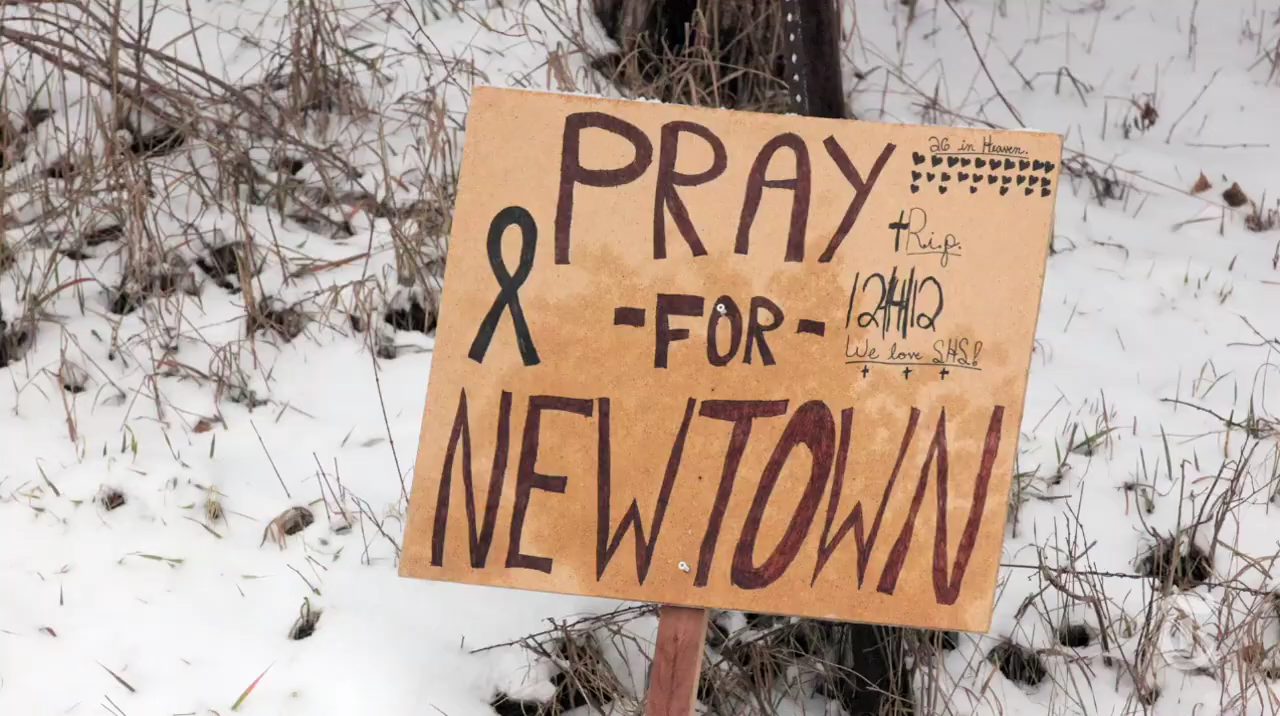 PRAY
-FOR-
NEWTOWN
26 in Heaven.
R.i.p.
12/14/12
We love SHS!